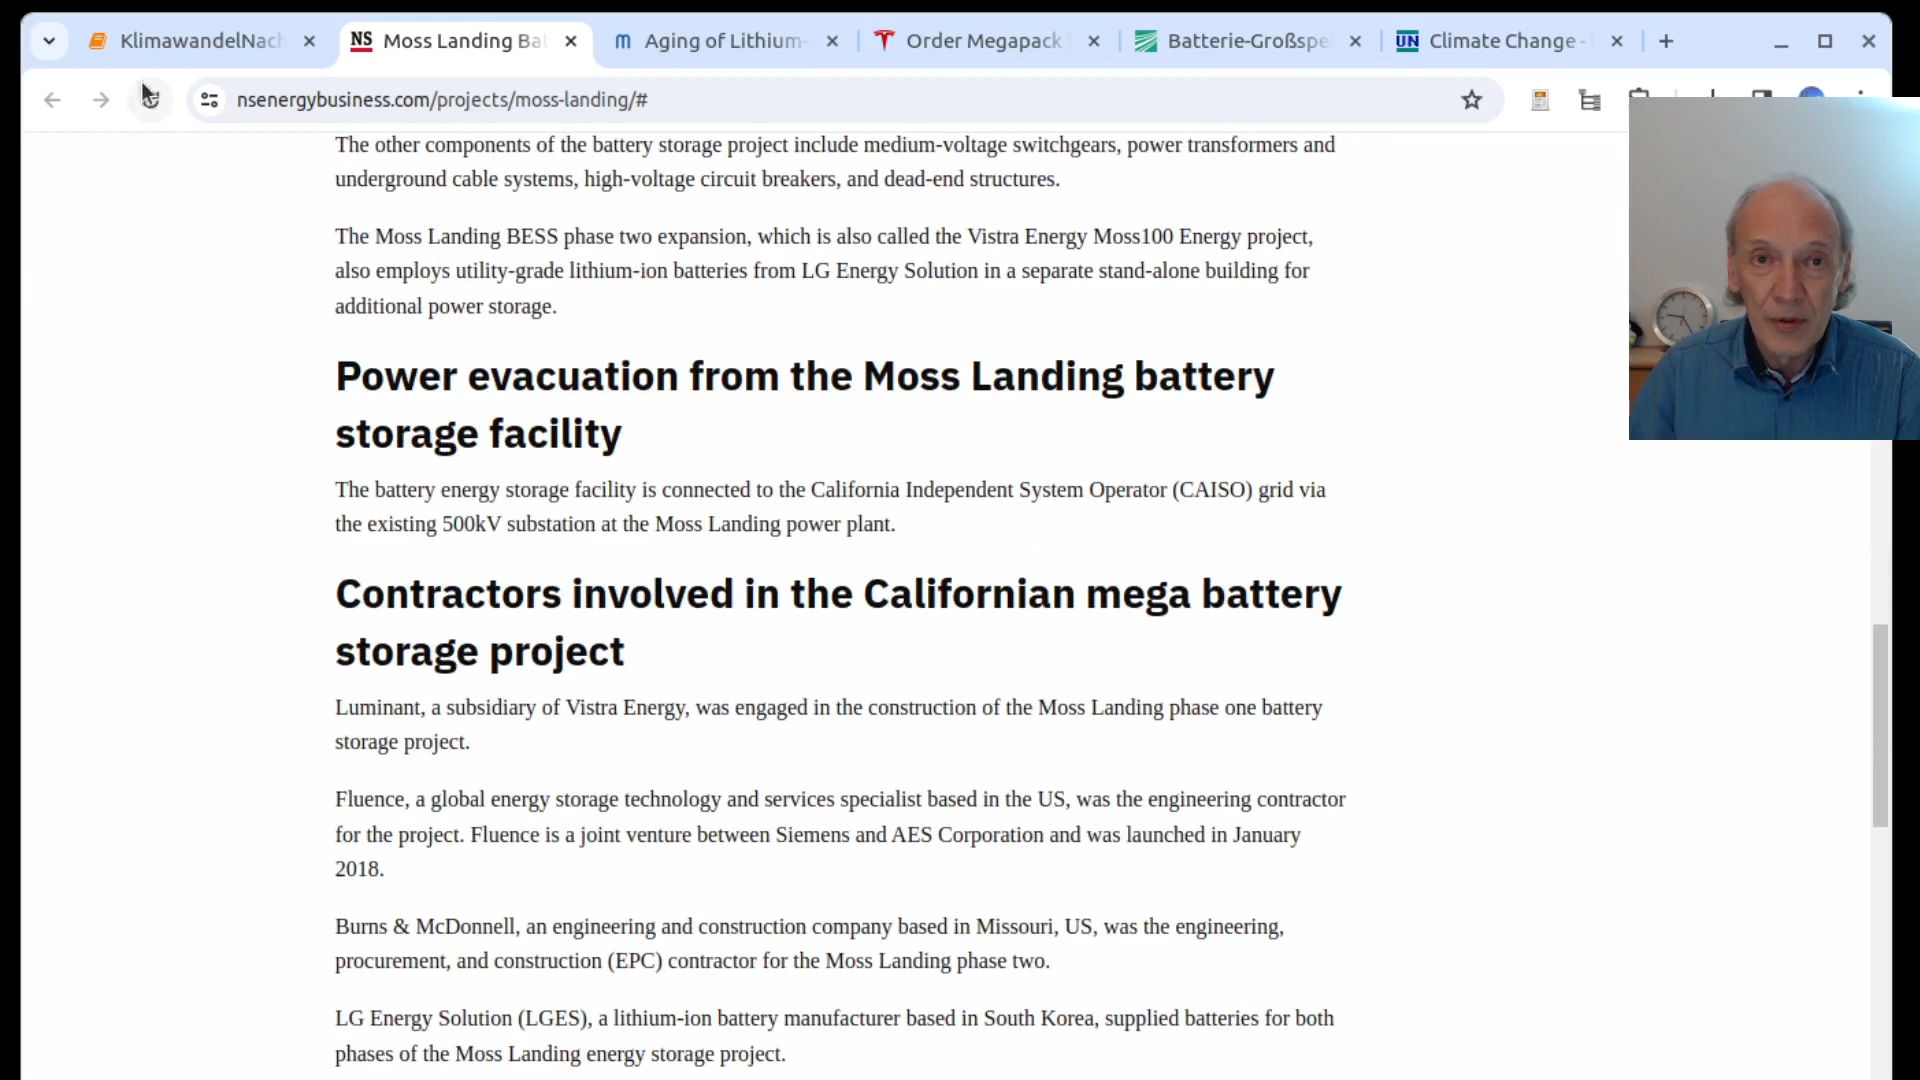 KlimawandelNach
NS Moss Landing Bat
m Aging of Lithium-
Order Megapack
Batterie-Großspe
UN Climate Change -
nsenergybusiness.com/projects/moss-landing/#
The other components of the battery storage project include medium-voltage switchgears, power transformers and
underground cable systems, high-voltage circuit breakers, and dead-end structures.
The Moss Landing BESS phase two expansion, which is also called the Vistra Energy Moss100 Energy project,
also employs utility-grade lithium-ion batteries from LG Energy Solution in a separate stand-alone building for
additional power storage.
Power evacuation from the Moss Landing battery
storage facility
The battery energy storage facility is connected to the California Independent System Operator (CAISO) grid via
the existing 500kV substation at the Moss Landing power plant.
Contractors involved in the Californian mega battery
storage project
Luminant, a subsidiary of Vistra Energy, was engaged in the construction of the Moss Landing phase one battery
storage project.
Fluence, a global energy storage technology and services specialist based in the US, was the engineering contractor
for the project. Fluence is a joint venture between Siemens and AES Corporation and was launched in January
2018.
Burns & McDonnell, an engineering and construction company based in Missouri, US, was the engineering,
procurement, and construction (EPC) contractor for the Moss Landing phase two.
LG Energy Solution (LGES), a lithium-ion battery manufacturer based in South Korea, supplied batteries for both
phases of the Moss Landing energy storage project.